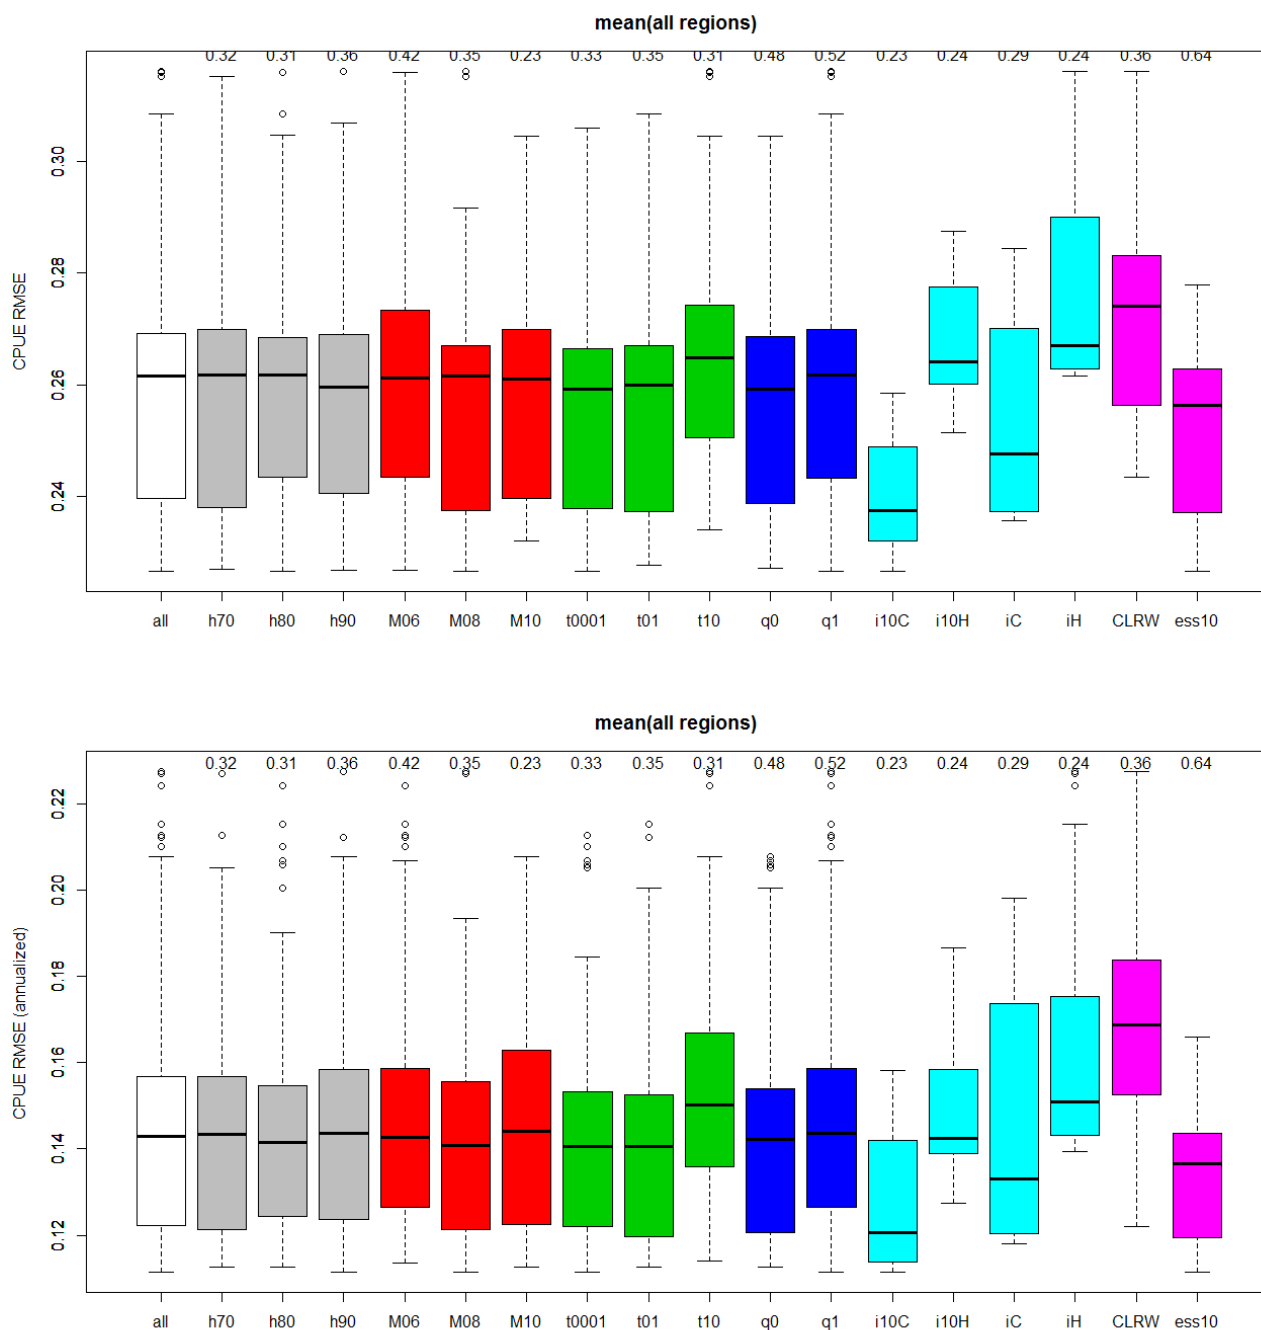 mean(all regions)
0.32 0.31 0.36 0.42 0.35 0.23 0.33 0.35 0.31 0.48 0.52 0.23 0.24 0.29 0.24 0.36 0.64
CPUE RMSE
0.30
0.28
0.26
0.24
all h70 h80 h90 M06 M08 M10 t0001 t01 t10 q0 q1 i10C i10H iC iH CLRW ess10
mean(all regions)
0.32 0.31 0.36 0.42 0.35 0.23 0.33 0.35 0.31 0.48 0.52 0.23 0.24 0.29 0.24 0.36 0.64
CPUE RMSE (annualized)
0.22
0.20
0.18
0.16
0.14
0.12
all h70 h80 h90 M06 M08 M10 t0001 t01 t10 q0 q1 i10C i10H iC iH CLRW ess10